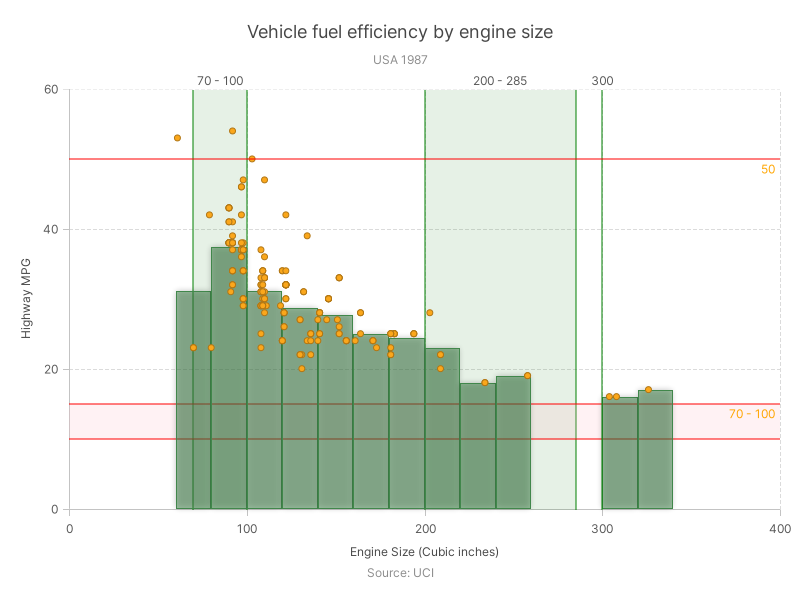 Vehicle fuel efficiency by engine size
USA 1987
70 - 100
200 - 285
300
60
50
40
Highway MPG
20
70 - 100
0
0
100
200
300
400
Engine Size (Cubic inches)
Source: UCI